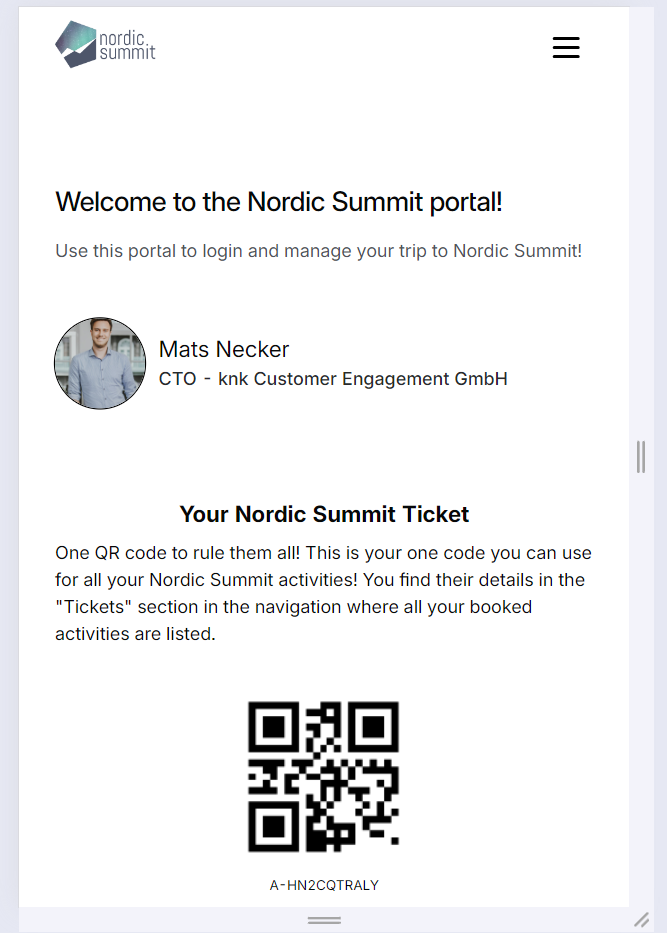 nordic
summit
Welcome to the Nordic Summit portal!
Use this portal to login and manage your trip to Nordic Summit!
Mats Necker
CTO - knk Customer Engagement GmbH
Your Nordic Summit Ticket
One QR code to rule them all! This is your one code you can use
for all your Nordic Summit activities! You find their details in the
"Tickets" section in the navigation where all your booked
activities are listed.
A-HN2CQTRALY